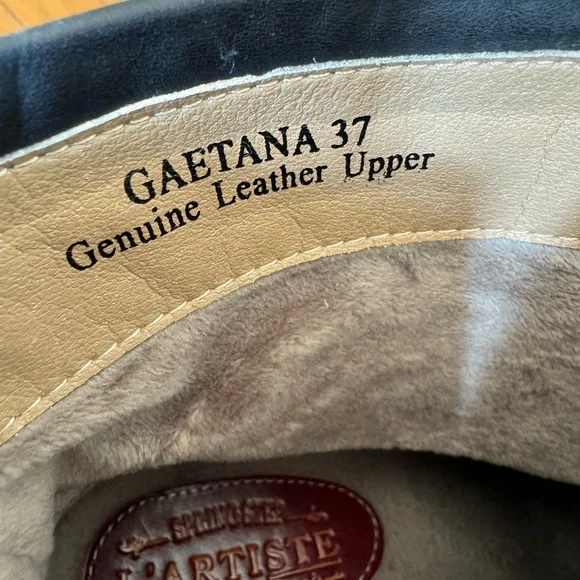 GAETANA 37
Genuine Leather Upper
SPRING STEP
L'ARTISTE